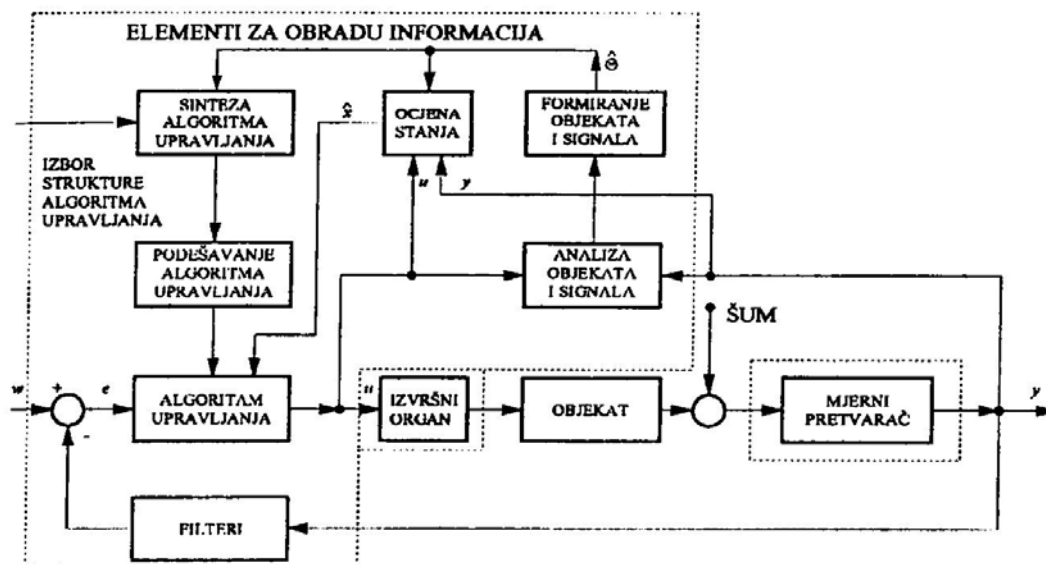 ELEMENTI ZA OBRADU INFORMACIJA
Θ̂
SINTEZA
ALGORITMA
UPRAVLJANJA
x̂
OCJENA
STANJA
FORMIRANJE
OBJEKATA
I SIGNALA
IZBOR
STRUKTURE
ALGORITMA
UPRAVLJANJA
u
y
PODEŠAVANJE
ALGORITMA
UPRAVLJANJA
ANALIZA
OBJEKATA
I SIGNALA
ŠUM
w
+
-
e
ALGORITAM
UPRAVLJANJA
u
IZVRŠNI
ORGAN
OBJEKAT
MJERNI
PRETVARAČ
y
FILTERI